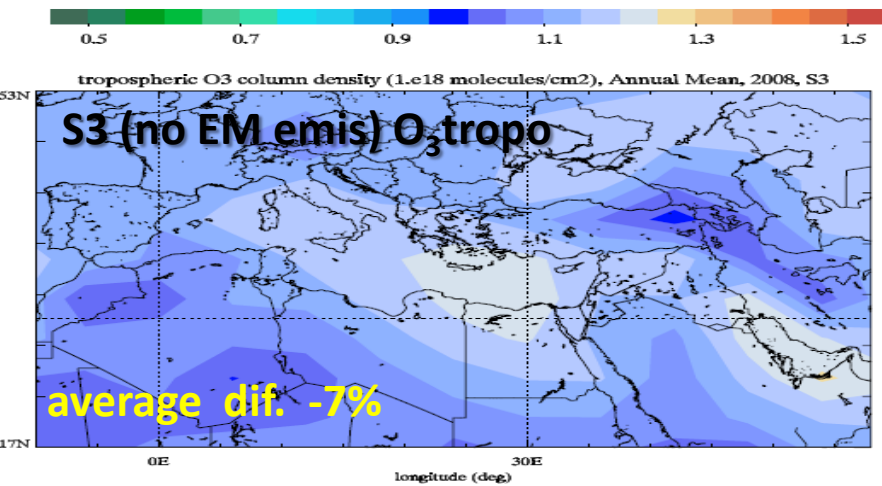 0.5 0.7 0.9 1.1 1.3 1.5
tropospheric O3 column density (1.e18 molecules/cm2), Annual Mean, 2008, S3
53N
S3 (no EM emis) O₃tropo
average dif. -7%
17N
0E 30E
longitude (deg)